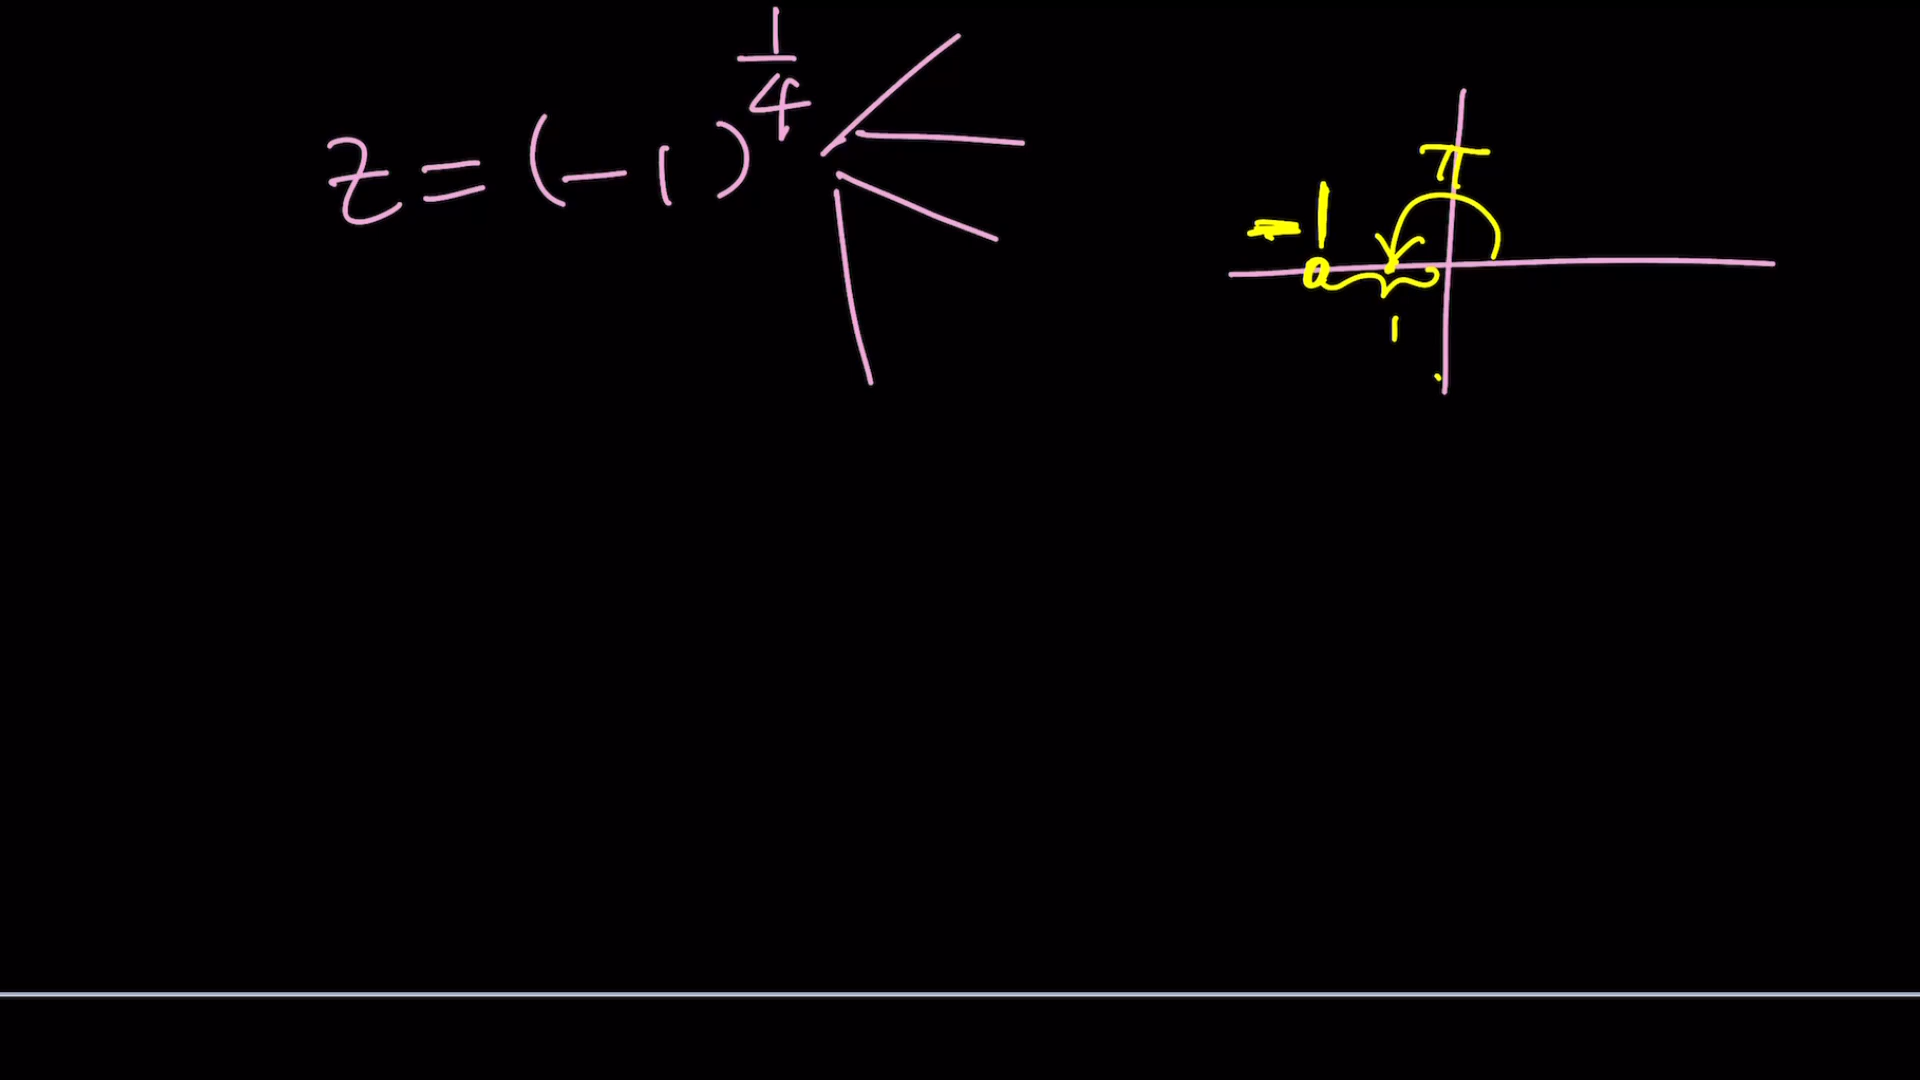 z = (-1)^{1/4}
π
-1
1